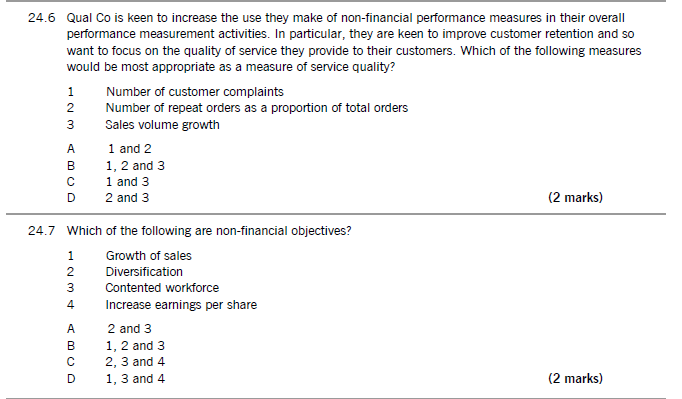 24.6 Qual Co is keen to increase the use they make of non-financial performance measures in their overall
performance measurement activities. In particular, they are keen to improve customer retention and so
want to focus on the quality of service they provide to their customers. Which of the following measures
would be most appropriate as a measure of service quality?
1 Number of customer complaints
2 Number of repeat orders as a proportion of total orders
3 Sales volume growth
A 1 and 2
B 1, 2 and 3
C 1 and 3
D 2 and 3 (2 marks)
24.7 Which of the following are non-financial objectives?
1 Growth of sales
2 Diversification
3 Contented workforce
4 Increase earnings per share
A 2 and 3
B 1, 2 and 3
C 2, 3 and 4
D 1, 3 and 4 (2 marks)